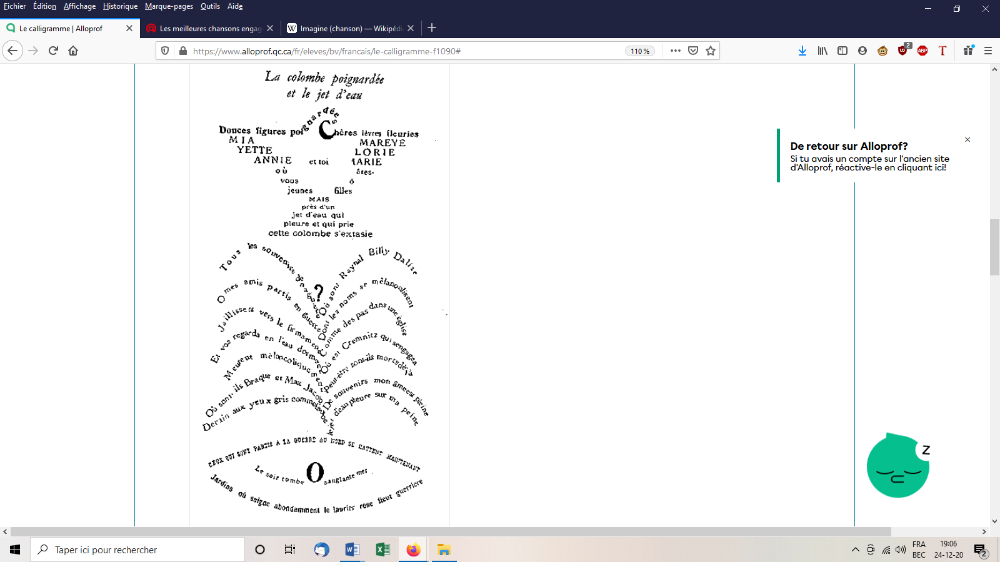 Fichier Édition Affichage Historique Marque-pages Outils Aide
Le calligramme | Alloprof
Les meilleures chansons engag
Imagine (chanson) — Wikipédi
https://www.alloprof.qc.ca/fr/eleves/bv/francais/le-calligramme-f1090#
110 %
2
ABP
La colombe poignardée
et le jet d'eau
Douces figures poignardées Chères lèvres fleuries
MIA MAREYE
YETTE LORIE
ANNIE et toi MARIE
où êtes-
vous ô
jeunes filles
MAIS
près d'un
jet d'eau qui
pleure et qui prie
cette colombe s'extasie
Tous les souvenirs de naguère
O mes amis partis en guerre
Jaillissent vers le firmament
Et vos regards en l'eau dormant
Meurent mélancoliquement
Où sont-ils Braque et Max Jacob
Derain aux yeux gris comme l'aube
?
Où sont Raynal Billy Dalize
Dont les noms se mélancolisent
Comme des pas dans une église
Où est Cremnitz qui s'engagea
Peut-être sont-ils morts déjà
De souvenirs mon âme est pleine
Le jet d'eau pleure sur ma peine
CEUX QUI SONT PARTIS A LA GUERRE AU NORD SE BATTENT MAINTENANT
Le soir tombe O sanglante mer
Jardins où saigne abondamment le laurier rose fleur guerrière
De retour sur Alloprof?
Si tu avais un compte sur l'ancien site
d'Alloprof, réactive-le en cliquant ici!
Z
Taper ici pour rechercher
FRA
BEC
19:06
24-12-20
2